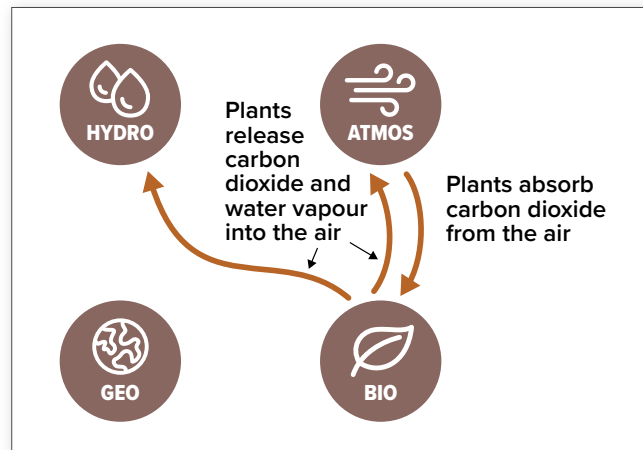 HYDRO
ATMOS
Plants
release
carbon
dioxide and
water vapour
into the air
Plants absorb
carbon dioxide
from the air
GEO
BIO